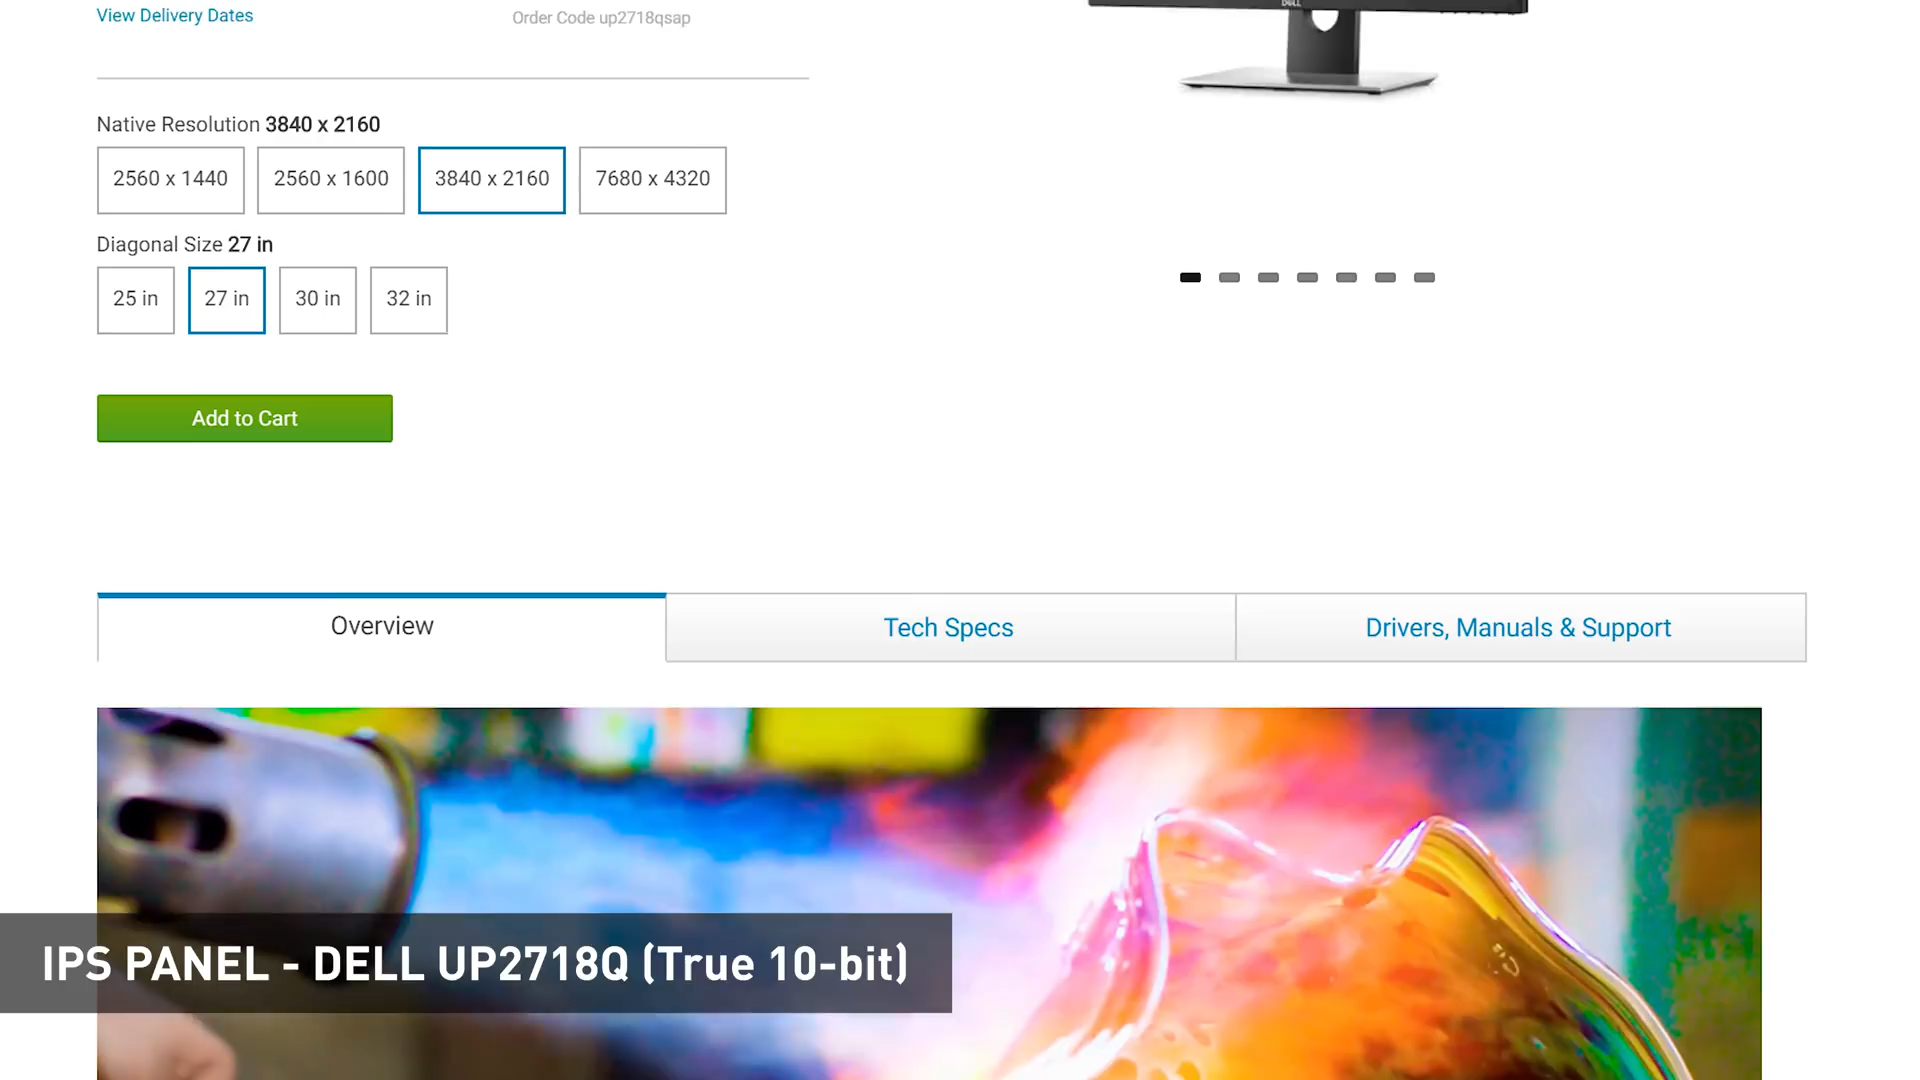 View Delivery Dates
Order Code up2718qsap
DELL
Native Resolution 3840 x 2160
2560 x 1440
2560 x 1600
3840 x 2160
7680 x 4320
Diagonal Size 27 in
25 in
27 in
30 in
32 in
Add to Cart
Overview
Tech Specs
Drivers, Manuals & Support
IPS PANEL - DELL UP2718Q (True 10-bit)